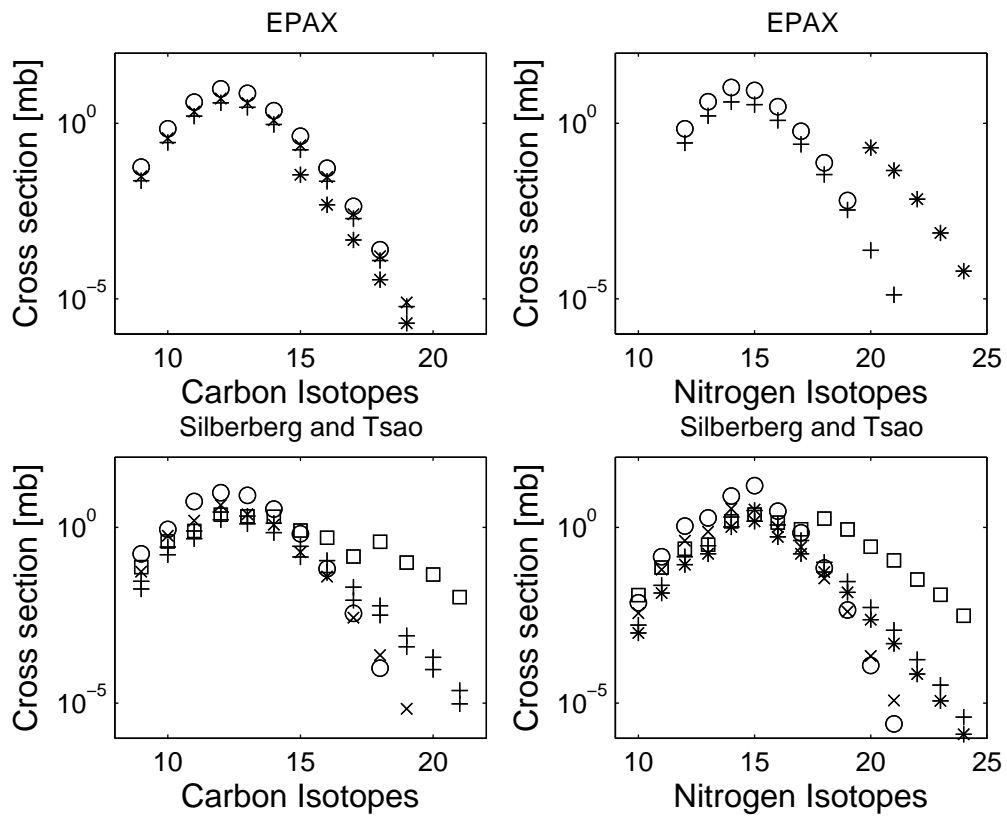 EPAX
Cross section [mb]
10^0
10^-5
10 15 20
Carbon Isotopes
EPAX
Cross section [mb]
10^0
10^-5
10 15 20 25
Nitrogen Isotopes
Silberberg and Tsao
Cross section [mb]
10^0
10^-5
10 15 20
Carbon Isotopes
Silberberg and Tsao
Cross section [mb]
10^0
10^-5
10 15 20 25
Nitrogen Isotopes